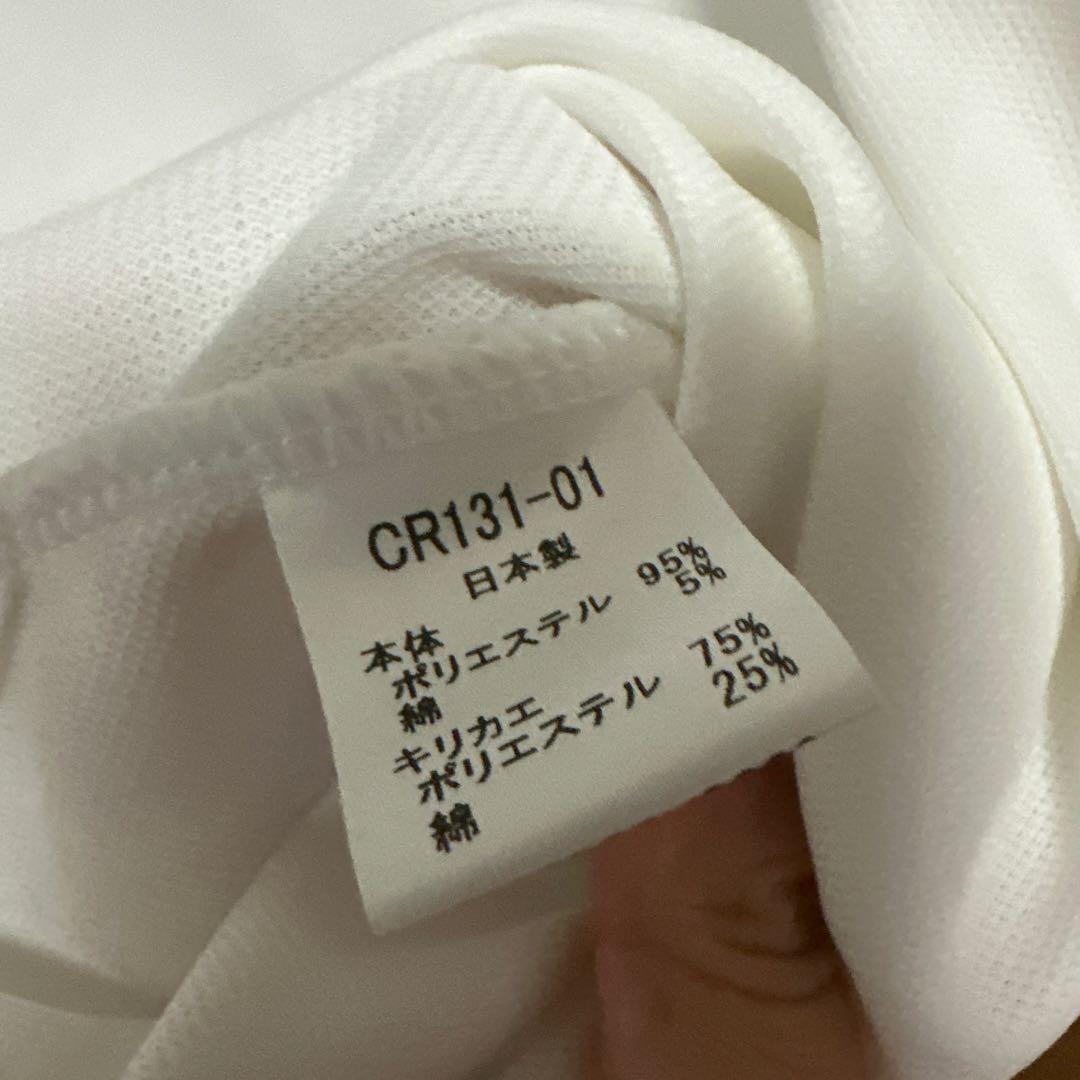 CR131-01
日本製
本体
ポリエステル 95%
綿 5%
キリカエ
ポリエステル 75%
綿 25%